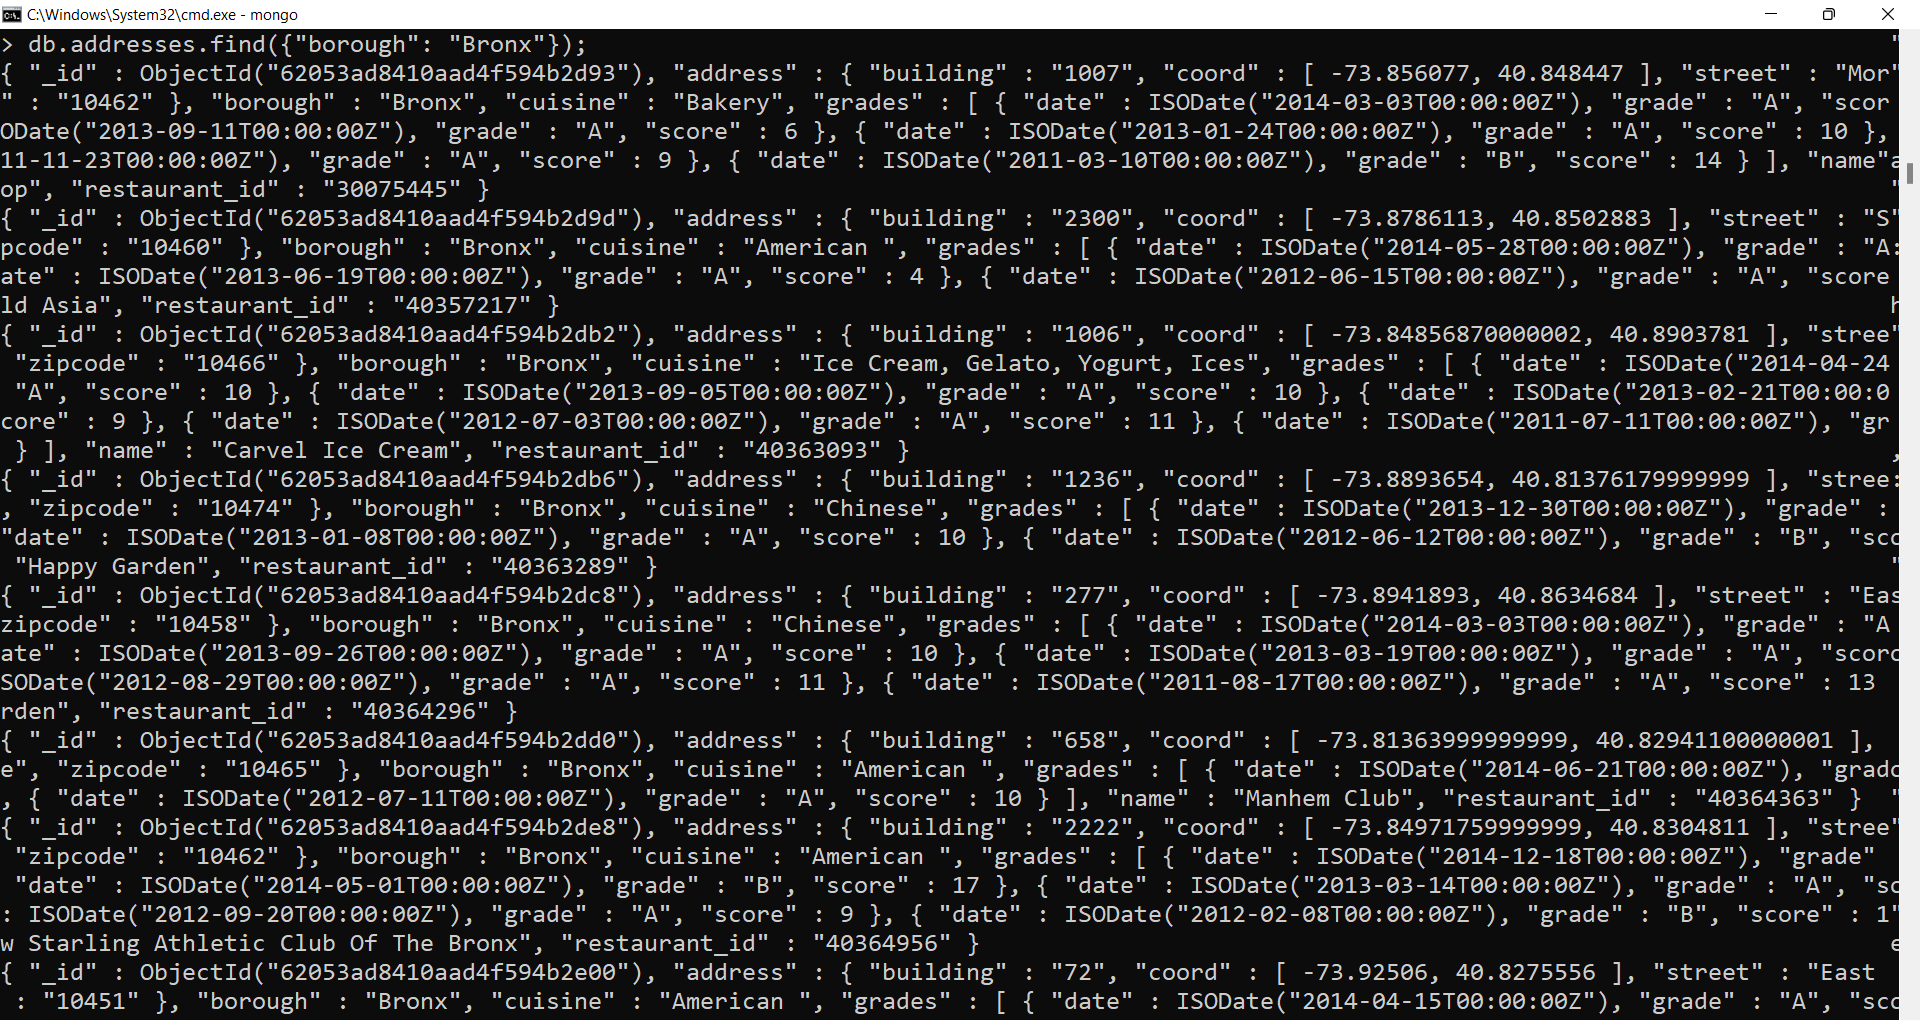 C:\Windows\System32\cmd.exe - mongo
> db.addresses.find({"borough": "Bronx"});
{ "_id" : ObjectId("62053ad8410aad4f594b2d93"), "address" : { "building" : "1007", "coord" : [ -73.856077, 40.848447 ], "street" : "Mor"
" : "10462" }, "borough" : "Bronx", "cuisine" : "Bakery", "grades" : [ { "date" : ISODate("2014-03-03T00:00:00Z"), "grade" : "A", "scor
ODate("2013-09-11T00:00:00Z"), "grade" : "A", "score" : 6 }, { "date" : ISODate("2013-01-24T00:00:00Z"), "grade" : "A", "score" : 10 },
11-11-23T00:00:00Z"), "grade" : "A", "score" : 9 }, { "date" : ISODate("2011-03-10T00:00:00Z"), "grade" : "B", "score" : 14 } ], "name"a
op", "restaurant_id" : "30075445" }
{ "_id" : ObjectId("62053ad8410aad4f594b2d9d"), "address" : { "building" : "2300", "coord" : [ -73.8786113, 40.8502883 ], "street" : "S"
pcode" : "10460" }, "borough" : "Bronx", "cuisine" : "American ", "grades" : [ { "date" : ISODate("2014-05-28T00:00:00Z"), "grade" : "A:
ate" : ISODate("2013-06-19T00:00:00Z"), "grade" : "A", "score" : 4 }, { "date" : ISODate("2012-06-15T00:00:00Z"), "grade" : "A", "score
ld Asia", "restaurant_id" : "40357217" }
{ "_id" : ObjectId("62053ad8410aad4f594b2db2"), "address" : { "building" : "1006", "coord" : [ -73.84856870000002, 40.8903781 ], "stree"
"zipcode" : "10466" }, "borough" : "Bronx", "cuisine" : "Ice Cream, Gelato, Yogurt, Ices", "grades" : [ { "date" : ISODate("2014-04-24
"A", "score" : 10 }, { "date" : ISODate("2013-09-05T00:00:00Z"), "grade" : "A", "score" : 10 }, { "date" : ISODate("2013-02-21T00:00:0
core" : 9 }, { "date" : ISODate("2012-07-03T00:00:00Z"), "grade" : "A", "score" : 11 }, { "date" : ISODate("2011-07-11T00:00:00Z"), "gr
} ], "name" : "Carvel Ice Cream", "restaurant_id" : "40363093" }
{ "_id" : ObjectId("62053ad8410aad4f594b2db6"), "address" : { "building" : "1236", "coord" : [ -73.8893654, 40.81376179999999 ], "stree:
, "zipcode" : "10474" }, "borough" : "Bronx", "cuisine" : "Chinese", "grades" : [ { "date" : ISODate("2013-12-30T00:00:00Z"), "grade" :
"date" : ISODate("2013-01-08T00:00:00Z"), "grade" : "A", "score" : 10 }, { "date" : ISODate("2012-06-12T00:00:00Z"), "grade" : "B", "sco
"Happy Garden", "restaurant_id" : "40363289" }
{ "_id" : ObjectId("62053ad8410aad4f594b2dc8"), "address" : { "building" : "277", "coord" : [ -73.8941893, 40.8634684 ], "street" : "Eas
zipcode" : "10458" }, "borough" : "Bronx", "cuisine" : "Chinese", "grades" : [ { "date" : ISODate("2014-03-03T00:00:00Z"), "grade" : "A
ate" : ISODate("2013-09-26T00:00:00Z"), "grade" : "A", "score" : 10 }, { "date" : ISODate("2013-03-19T00:00:00Z"), "grade" : "A", "scoro
SODate("2012-08-29T00:00:00Z"), "grade" : "A", "score" : 11 }, { "date" : ISODate("2011-08-17T00:00:00Z"), "grade" : "A", "score" : 13
rden", "restaurant_id" : "40364296" }
{ "_id" : ObjectId("62053ad8410aad4f594b2dd0"), "address" : { "building" : "658", "coord" : [ -73.81363999999999, 40.82941100000001 ],
e", "zipcode" : "10465" }, "borough" : "Bronx", "cuisine" : "American ", "grades" : [ { "date" : ISODate("2014-06-21T00:00:00Z"), "grado
, { "date" : ISODate("2012-07-11T00:00:00Z"), "grade" : "A", "score" : 10 } ], "name" : "Manhem Club", "restaurant_id" : "40364363" } "
{ "_id" : ObjectId("62053ad8410aad4f594b2de8"), "address" : { "building" : "2222", "coord" : [ -73.84971759999999, 40.8304811 ], "stree"
"zipcode" : "10462" }, "borough" : "Bronx", "cuisine" : "American ", "grades" : [ { "date" : ISODate("2014-12-18T00:00:00Z"), "grade"
"date" : ISODate("2014-05-01T00:00:00Z"), "grade" : "B", "score" : 17 }, { "date" : ISODate("2013-03-14T00:00:00Z"), "grade" : "A", "sc
: ISODate("2012-09-20T00:00:00Z"), "grade" : "A", "score" : 9 }, { "date" : ISODate("2012-02-08T00:00:00Z"), "grade" : "B", "score" : 1"
w Starling Athletic Club Of The Bronx", "restaurant_id" : "40364956" }
{ "_id" : ObjectId("62053ad8410aad4f594b2e00"), "address" : { "building" : "72", "coord" : [ -73.92506, 40.8275556 ], "street" : "East
: "10451" }, "borough" : "Bronx", "cuisine" : "American ", "grades" : [ { "date" : ISODate("2014-04-15T00:00:00Z"), "grade" : "A", "sco